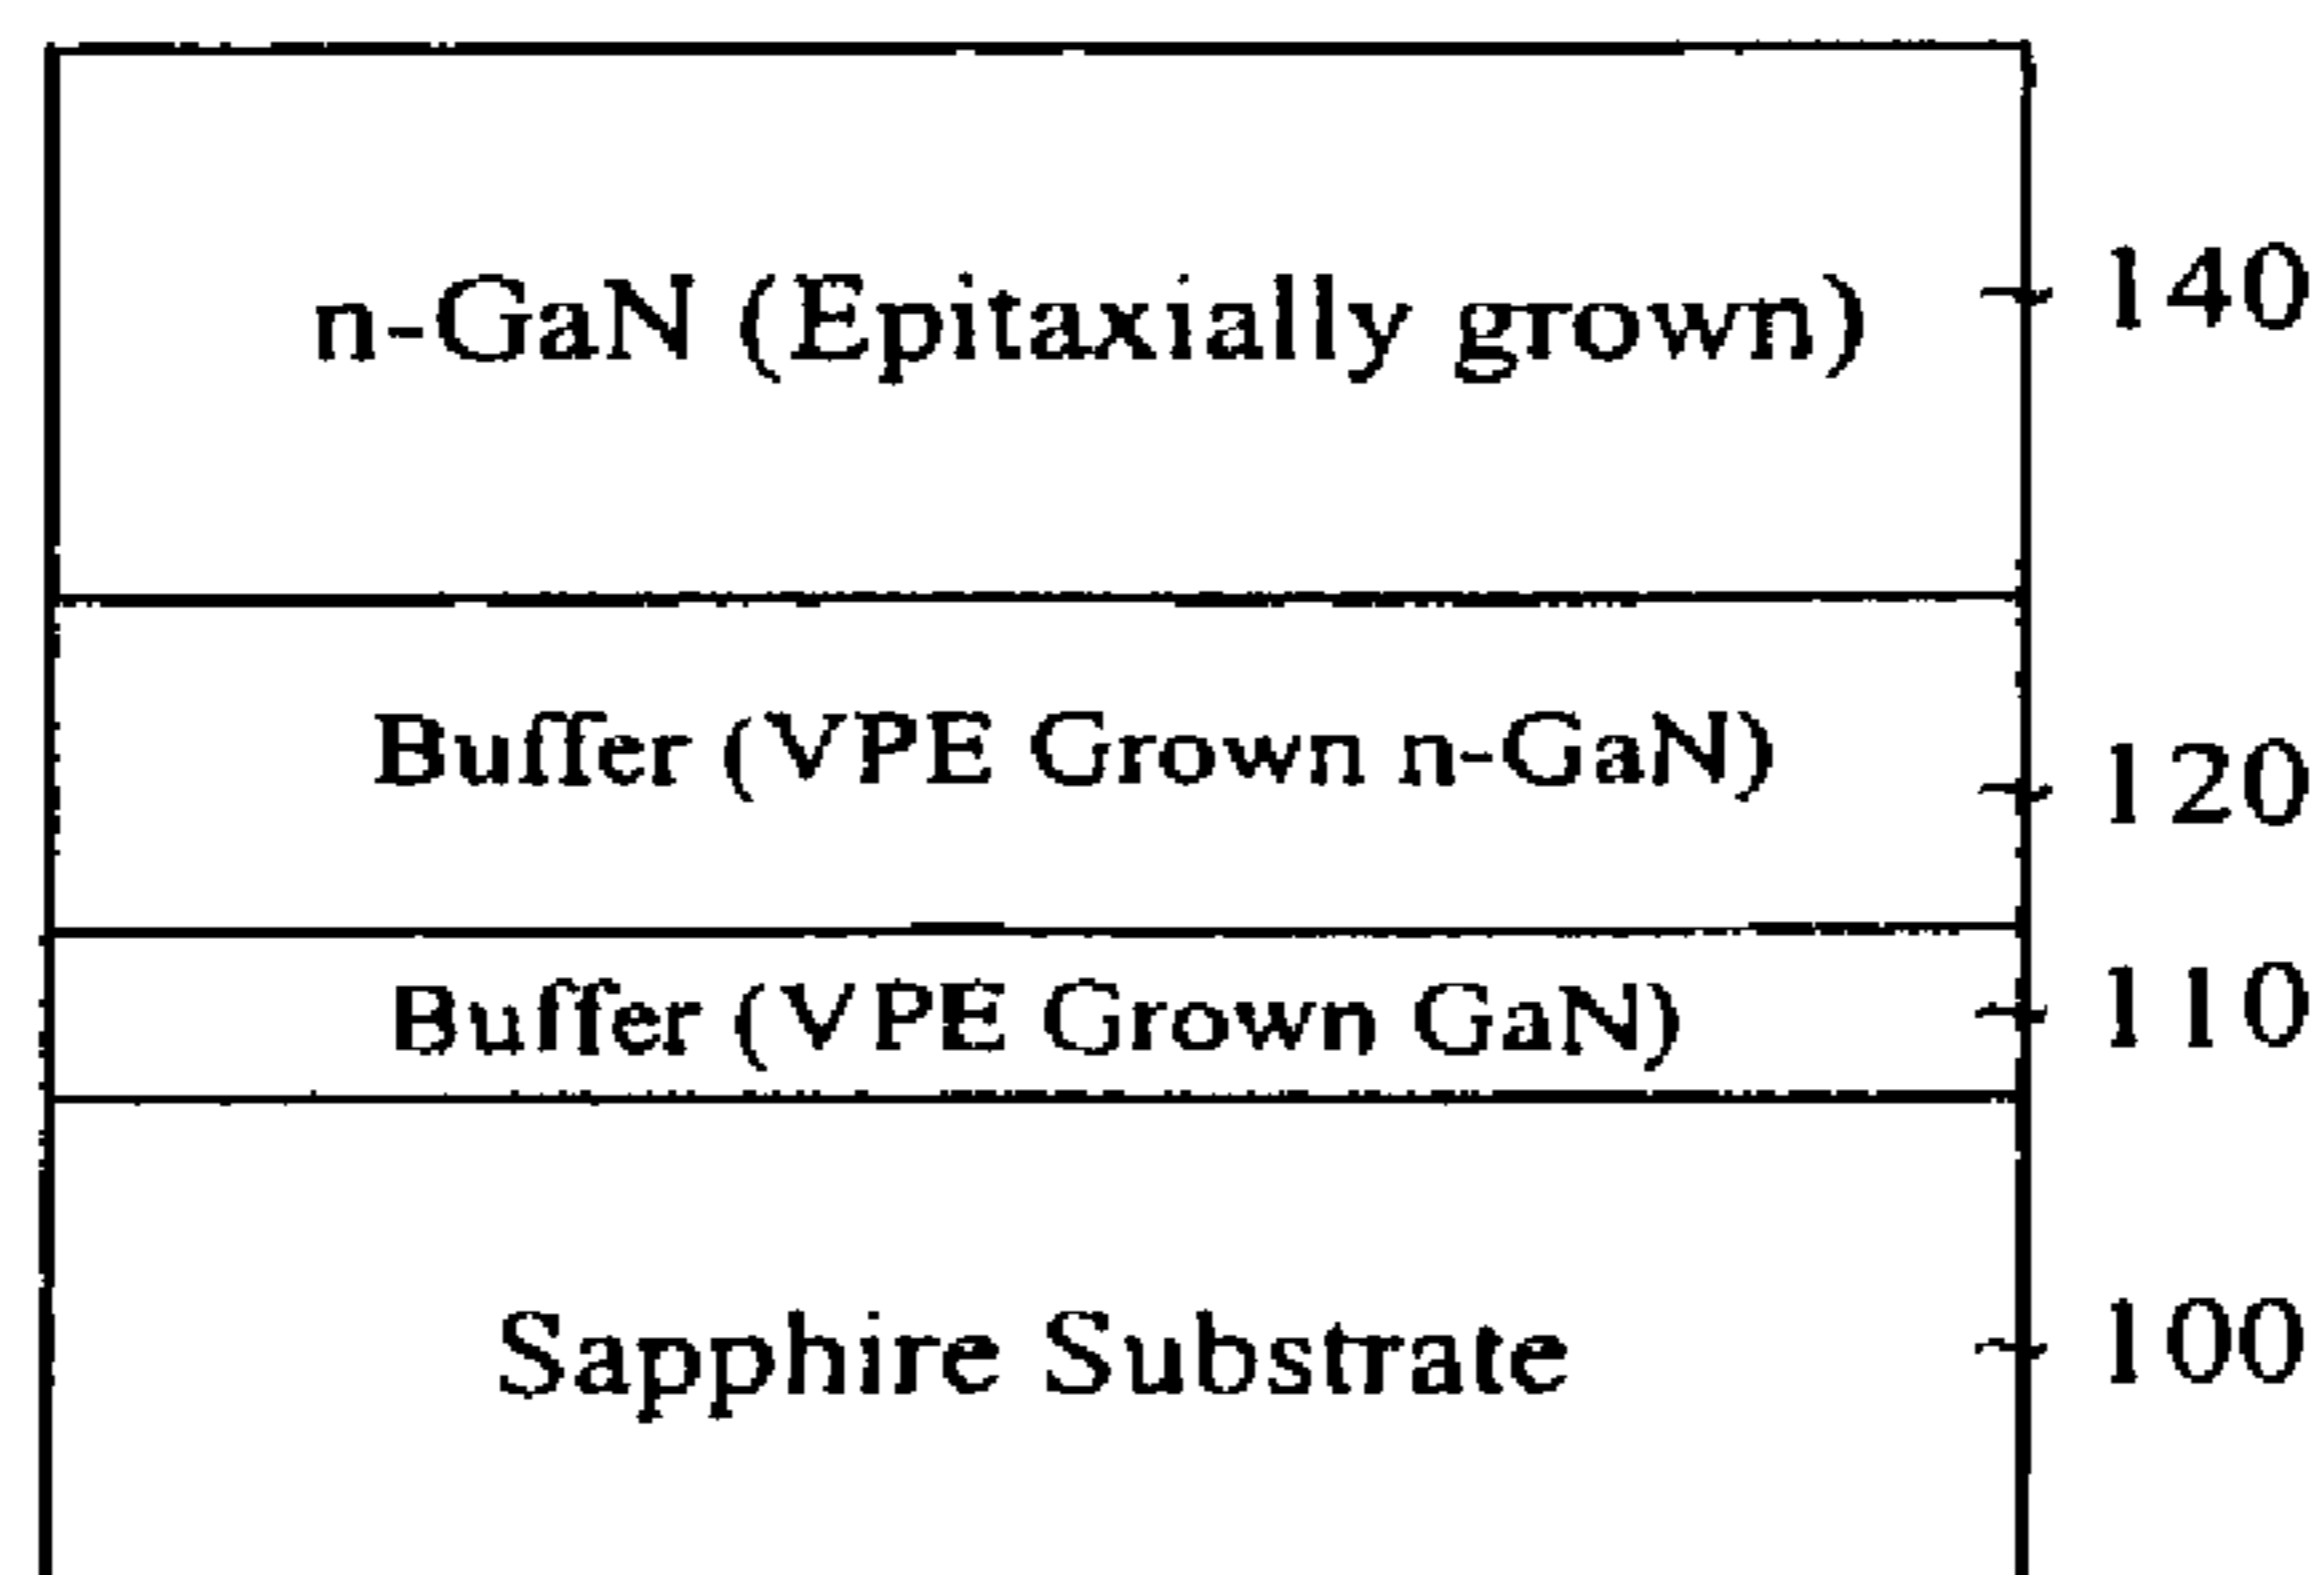 n-GaN (Epitaxially grown) 140
Buffer (VPE Grown n-GaN) 120
Buffer (VPE Grown GaN) 110
Sapphire Substrate 100